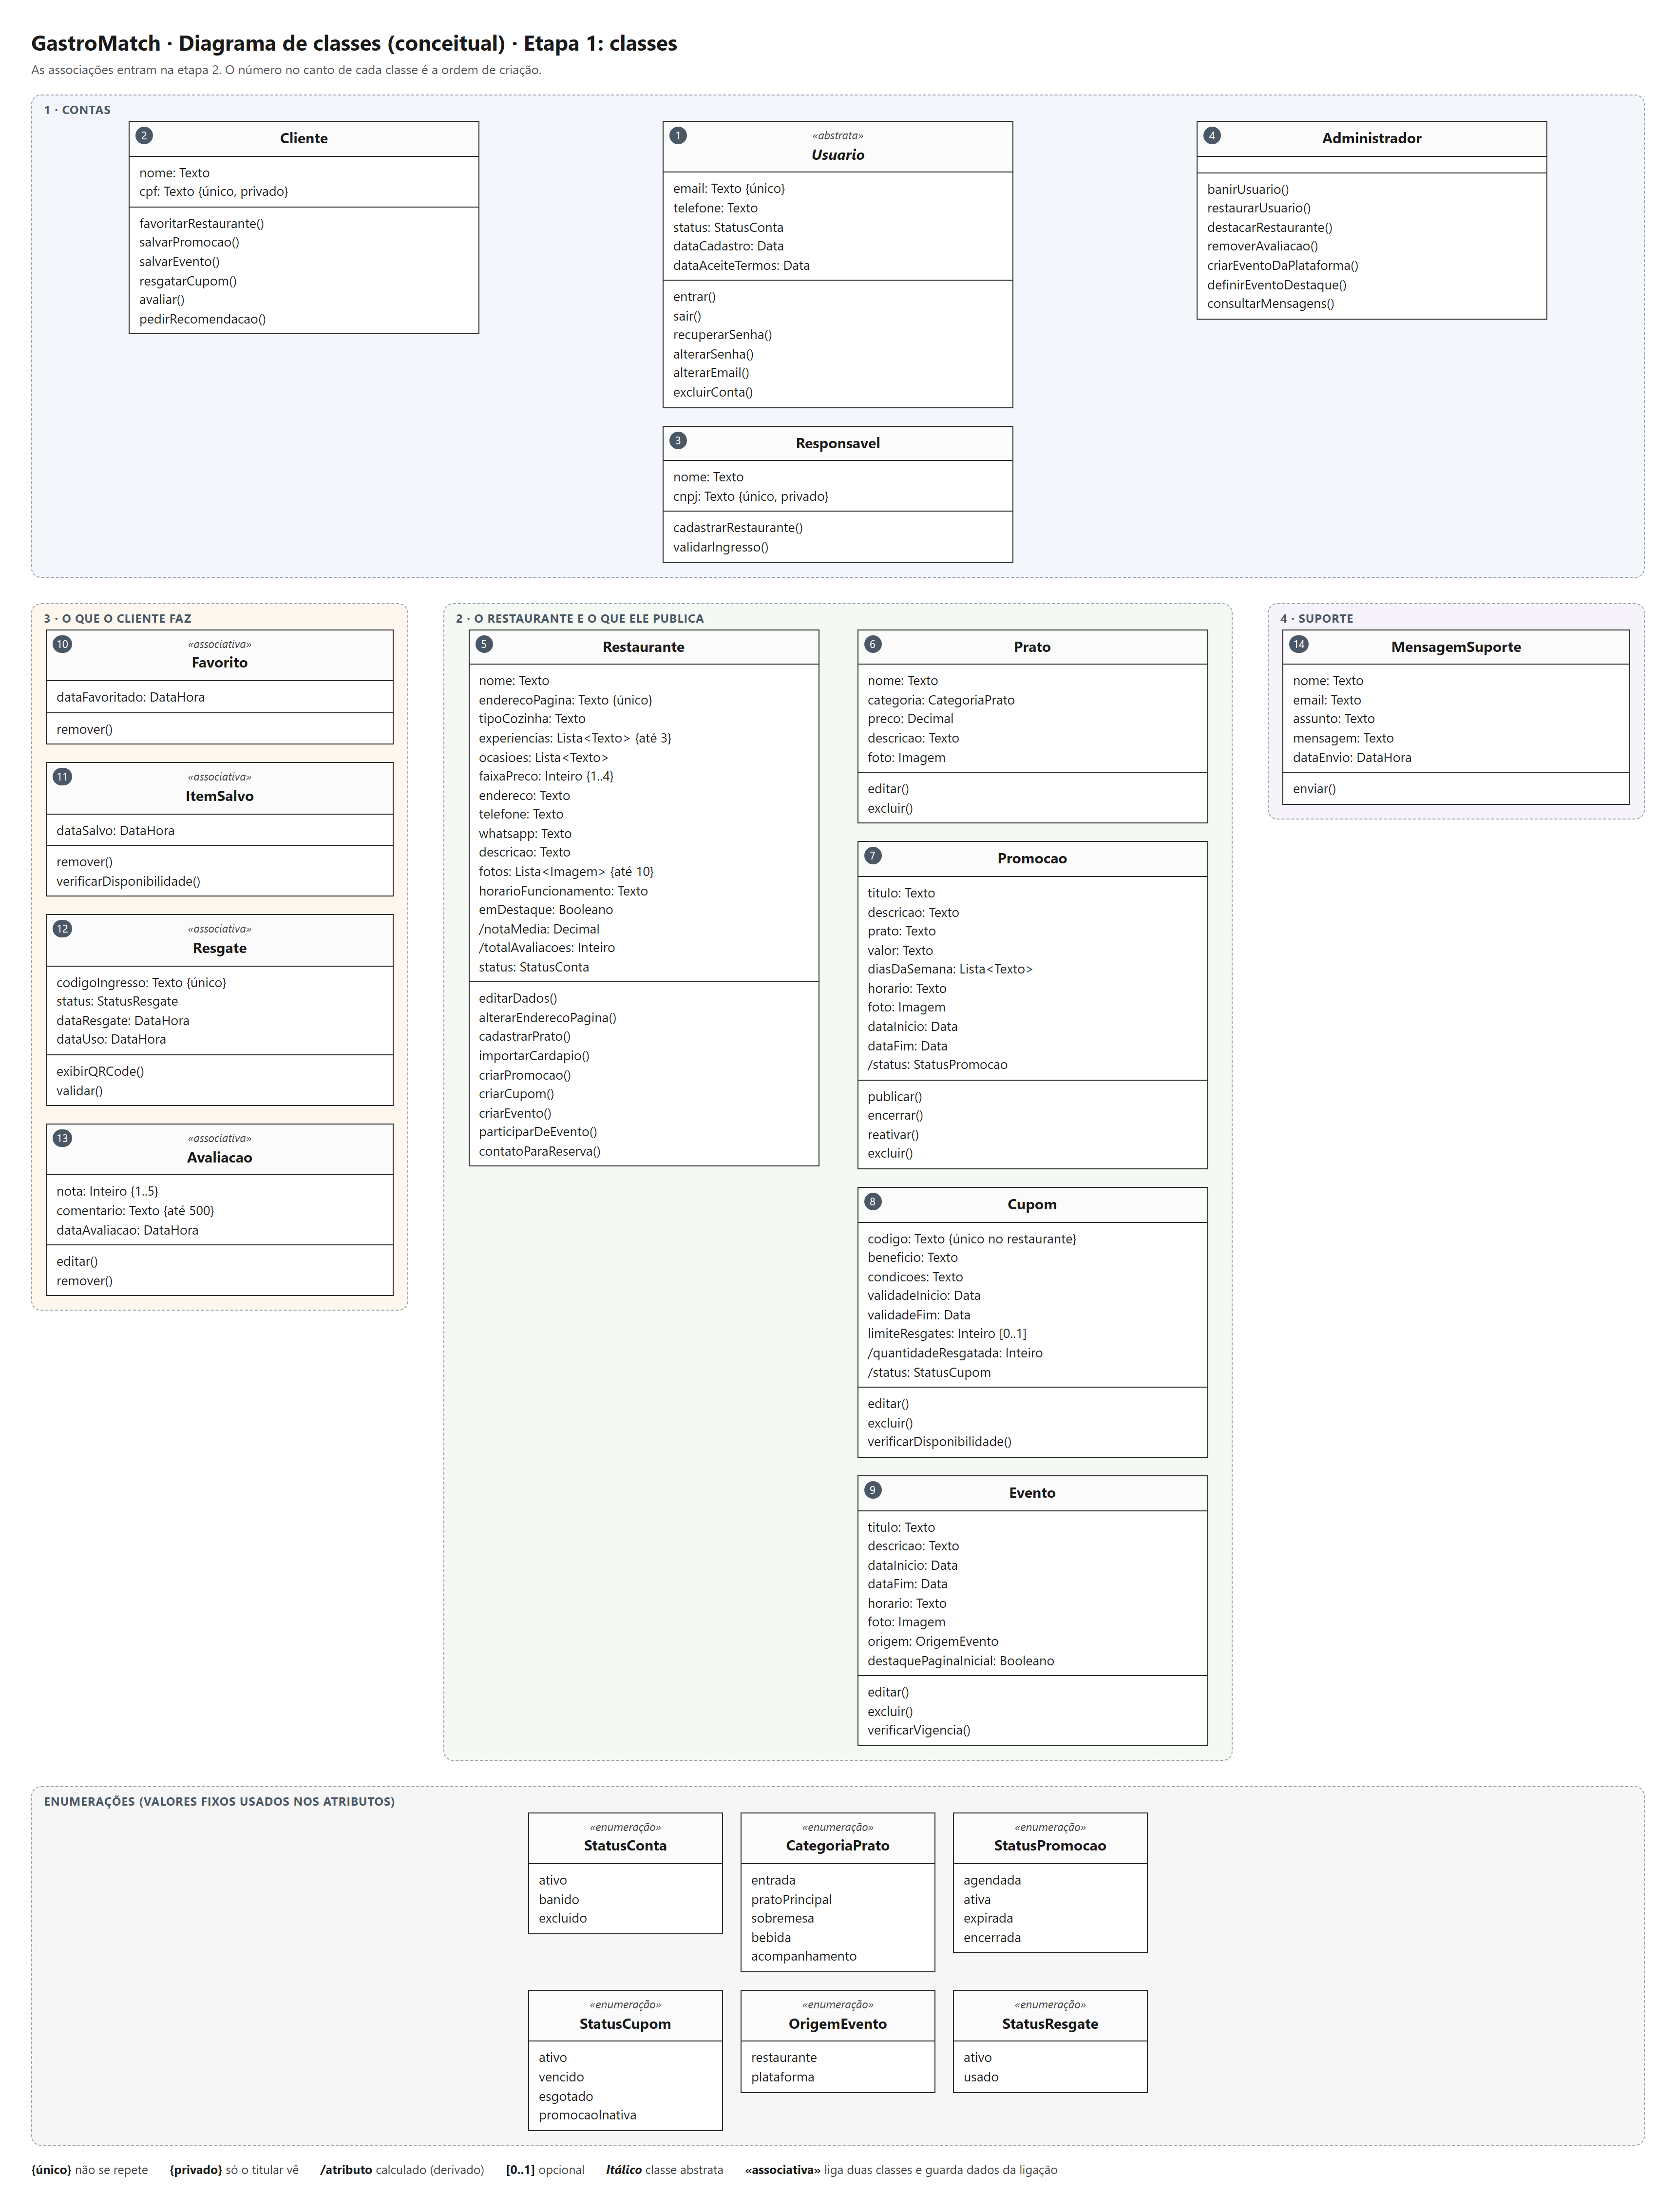 GastroMatch · Diagrama de classes (conceitual) · Etapa 1: classes
As associações entram na etapa 2. O número no canto de cada classe é a ordem de criação.
1 · CONTAS
2
Cliente
nome: Texto
cpf: Texto {único, privado}
favoritarRestaurante()
salvarPromocao()
salvarEvento()
resgatarCupom()
avaliar()
pedirRecomendacao()
1
«abstrata»
Usuario
email: Texto {único}
telefone: Texto
status: StatusConta
dataCadastro: Data
dataAceiteTermos: Data
entrar()
sair()
recuperarSenha()
alterarSenha()
alterarEmail()
excluirConta()
4
Administrador
banirUsuario()
restaurarUsuario()
destacarRestaurante()
removerAvaliacao()
criarEventoDaPlataforma()
definirEventoDestaque()
consultarMensagens()
3
Responsavel
nome: Texto
cnpj: Texto {único, privado}
cadastrarRestaurante()
validarIngresso()
3 · O QUE O CLIENTE FAZ
10
«associativa»
Favorito
dataFavoritado: DataHora
remover()
11
«associativa»
ItemSalvo
dataSalvo: DataHora
remover()
verificarDisponibilidade()
12
«associativa»
Resgate
codigoIngresso: Texto {único}
status: StatusResgate
dataResgate: DataHora
dataUso: DataHora
exibirQRCode()
validar()
13
«associativa»
Avaliacao
nota: Inteiro {1..5}
comentario: Texto {até 500}
dataAvaliacao: DataHora
editar()
remover()
2 · O RESTAURANTE E O QUE ELE PUBLICA
5
Restaurante
nome: Texto
enderecoPagina: Texto {único}
tipoCozinha: Texto
experiencias: Lista<Texto> {até 3}
ocasioes: Lista<Texto>
faixaPreco: Inteiro {1..4}
endereco: Texto
telefone: Texto
whatsapp: Texto
descricao: Texto
fotos: Lista<Imagem> {até 10}
horarioFuncionamento: Texto
emDestaque: Booleano
/notaMedia: Decimal
/totalAvaliacoes: Inteiro
status: StatusConta
editarDados()
alterarEnderecoPagina()
cadastrarPrato()
importarCardapio()
criarPromocao()
criarCupom()
criarEvento()
participarDeEvento()
contatoParaReserva()
6
Prato
nome: Texto
categoria: CategoriaPrato
preco: Decimal
descricao: Texto
foto: Imagem
editar()
excluir()
7
Promocao
titulo: Texto
descricao: Texto
prato: Texto
valor: Texto
diasDaSemana: Lista<Texto>
horario: Texto
foto: Imagem
dataInicio: Data
dataFim: Data
/status: StatusPromocao
publicar()
encerrar()
reativar()
excluir()
8
Cupom
codigo: Texto {único no restaurante}
beneficio: Texto
condicoes: Texto
validadeInicio: Data
validadeFim: Data
limiteResgates: Inteiro [0..1]
/quantidadeResgatada: Inteiro
/status: StatusCupom
editar()
excluir()
verificarDisponibilidade()
9
Evento
titulo: Texto
descricao: Texto
dataInicio: Data
dataFim: Data
horario: Texto
foto: Imagem
origem: OrigemEvento
destaquePaginaInicial: Booleano
editar()
excluir()
verificarVigencia()
4 · SUPORTE
14
MensagemSuporte
nome: Texto
email: Texto
assunto: Texto
mensagem: Texto
dataEnvio: DataHora
enviar()
ENUMERAÇÕES (VALORES FIXOS USADOS NOS ATRIBUTOS)
«enumeração»
StatusConta
ativo
banido
excluido
«enumeração»
CategoriaPrato
entrada
pratoPrincipal
sobremesa
bebida
acompanhamento
«enumeração»
StatusPromocao
agendada
ativa
expirada
encerrada
«enumeração»
StatusCupom
ativo
vencido
esgotado
promocaoInativa
«enumeração»
OrigemEvento
restaurante
plataforma
«enumeração»
StatusResgate
ativo
usado
{único} não se repete {privado} só o titular vê /atributo calculado (derivado) [0..1] opcional Itálico classe abstrata «associativa» liga duas classes e guarda dados da ligação